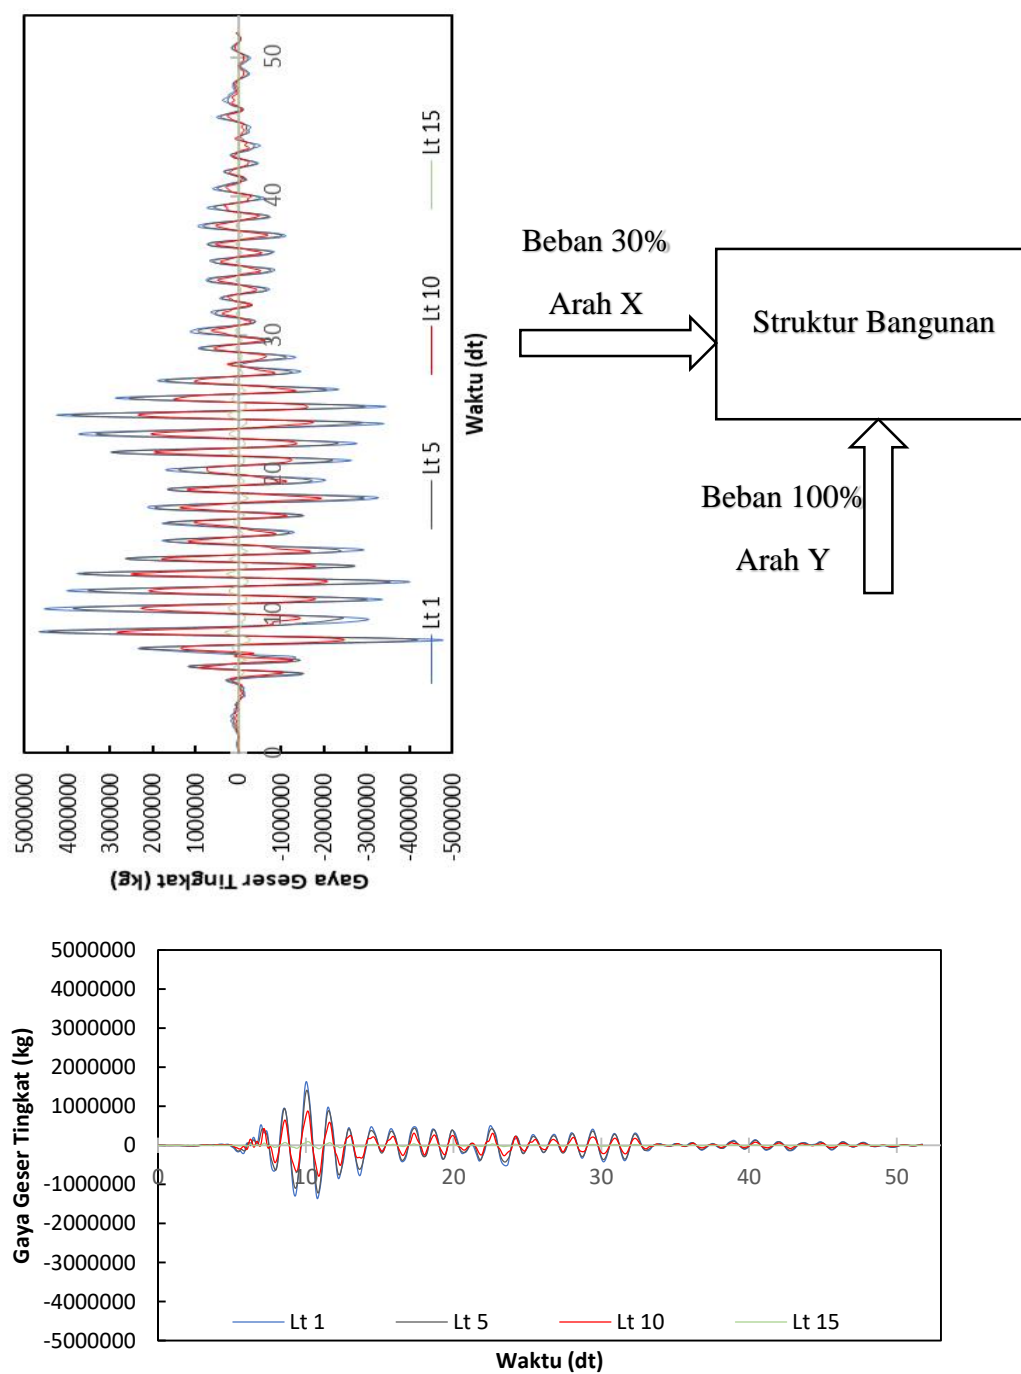 50
40
30
20
10
0
Lt 15
Lt 10
Lt 5
Lt 1
Waktu (dt)
5000000
4000000
3000000
2000000
1000000
0
-1000000
-2000000
-3000000
-4000000
-5000000
Gaya Geser Tingkat (kg)
Beban 30%
Arah X
Struktur Bangunan
Beban 100%
Arah Y
5000000
4000000
3000000
2000000
1000000
0
-1000000
-2000000
-3000000
-4000000
-5000000
Gaya Geser Tingkat (kg)
0 10 20 30 40 50
Lt 1 Lt 5 Lt 10 Lt 15
Waktu (dt)